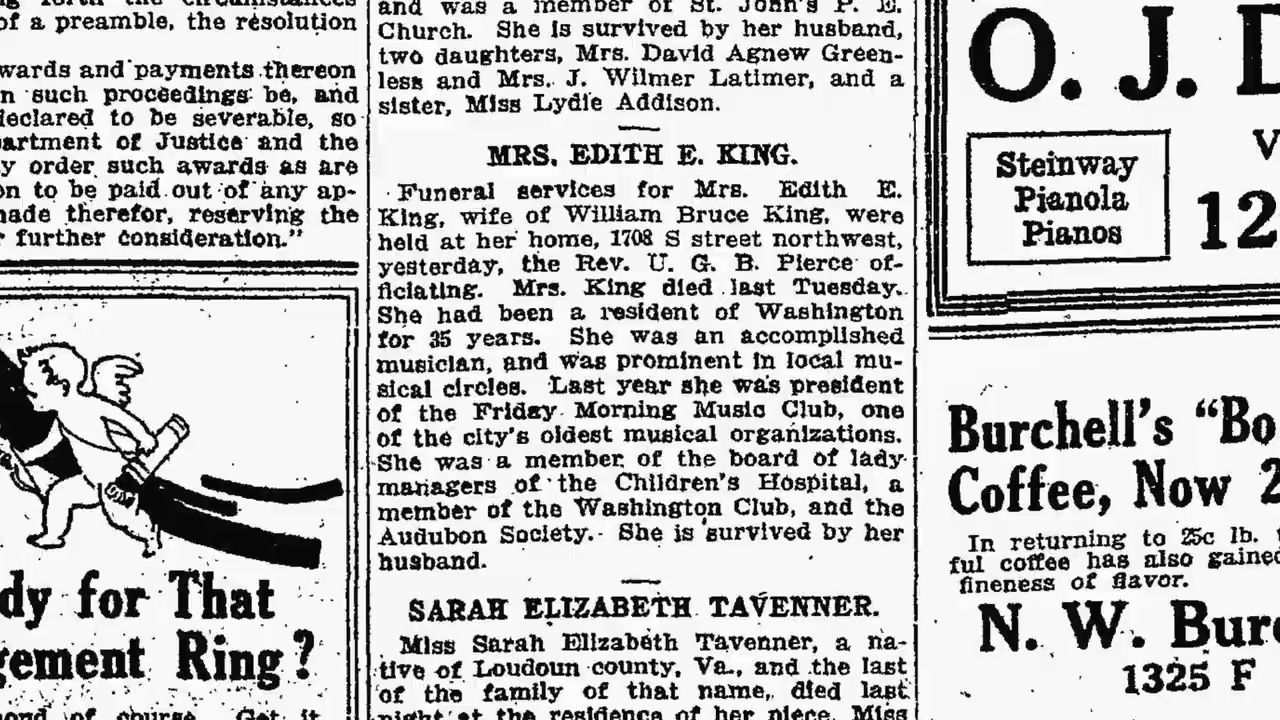 of a preamble, the resolution
wards and payments thereon
n such proceedings be, and
declared to be severable, so
artment of Justice and the
y order such awards as are
on to be paid out of any ap-
made therefor, reserving the
r further consideration."
dy for That
gement Ring?
and was a member of St. John's P. E.
Church. She is survived by her husband,
two daughters, Mrs. David Agnew Green-
less and Mrs. J. Wilmer Latimer, and a
sister, Miss Lydie Addison.
MRS. EDITH E. KING.
Funeral services for Mrs. Edith E.
King, wife of William Bruce King, were
held at her home, 1708 S street northwest,
yesterday, the Rev. U. G. B. Pierce of-
ficiating. Mrs. King died last Tuesday.
She had been a resident of Washington
for 35 years. She was an accomplished
musician, and was prominent in local mu-
sical circles. Last year she was president
of the Friday Morning Music Club, one
of the city's oldest musical organizations.
She was a member of the board of lady
managers of the Children's Hospital, a
member of the Washington Club, and the
Audubon Society. She is survived by her
husband.
SARAH ELIZABETH TAVENNER.
Miss Sarah Elizabeth Tavenner, a na-
tive of Loudoun county, Va., and the last
of the family of that name, died last
night at the residence of her niece, Miss
O. J. D
Steinway
Pianola
Pianos
V
12
Burchell's "Bo
Coffee, Now 2
In returning to 25c lb.
ful coffee has also gained
fineness of flavor.
N. W. Burc
1325 F